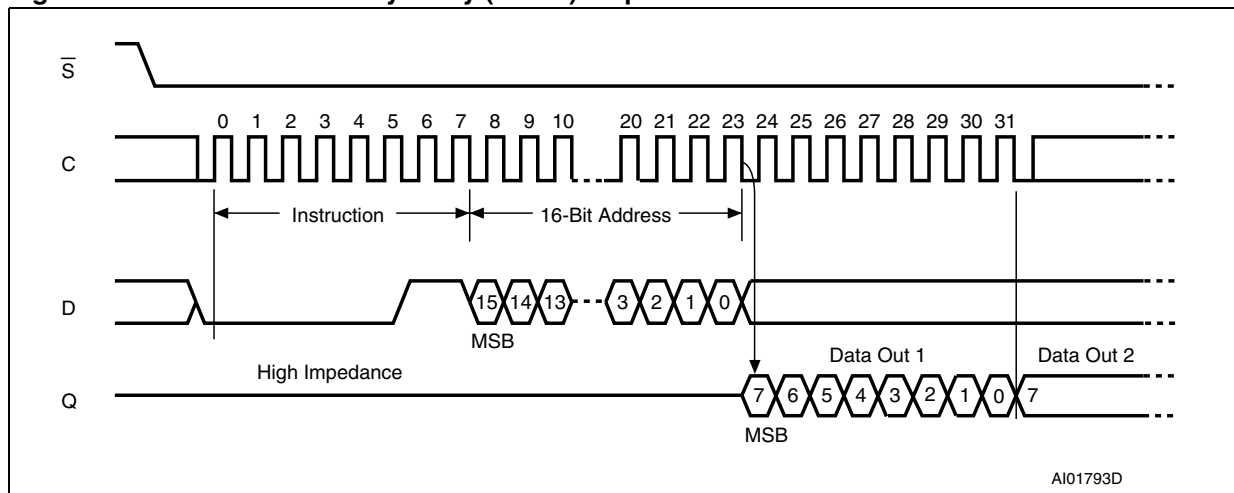 S
0 1 2 3 4 5 6 7 8 9 10 20 21 22 23 24 25 26 27 28 29 30 31
C
Instruction 16-Bit Address
D 15 14 13 3 2 1 0
MSB
High Impedance Data Out 1 Data Out 2
Q 7 6 5 4 3 2 1 0 7
MSB
AI01793D